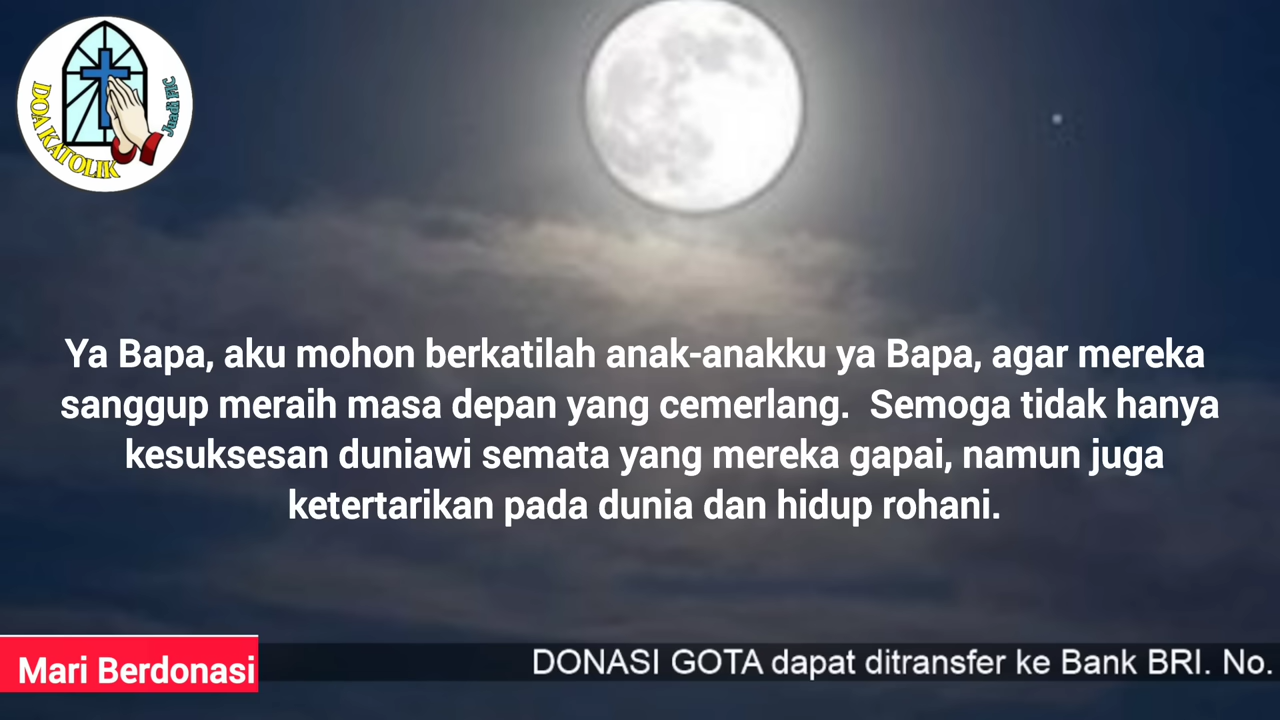 DOA KATOLIK
Juadi FIC
Ya Bapa, aku mohon berkatilah anak-anakku ya Bapa, agar mereka
sanggup meraih masa depan yang cemerlang. Semoga tidak hanya
kesuksesan duniawi semata yang mereka gapai, namun juga
ketertarikan pada dunia dan hidup rohani.
Mari Berdonasi
DONASI GOTA dapat ditransfer ke Bank BRI. No.